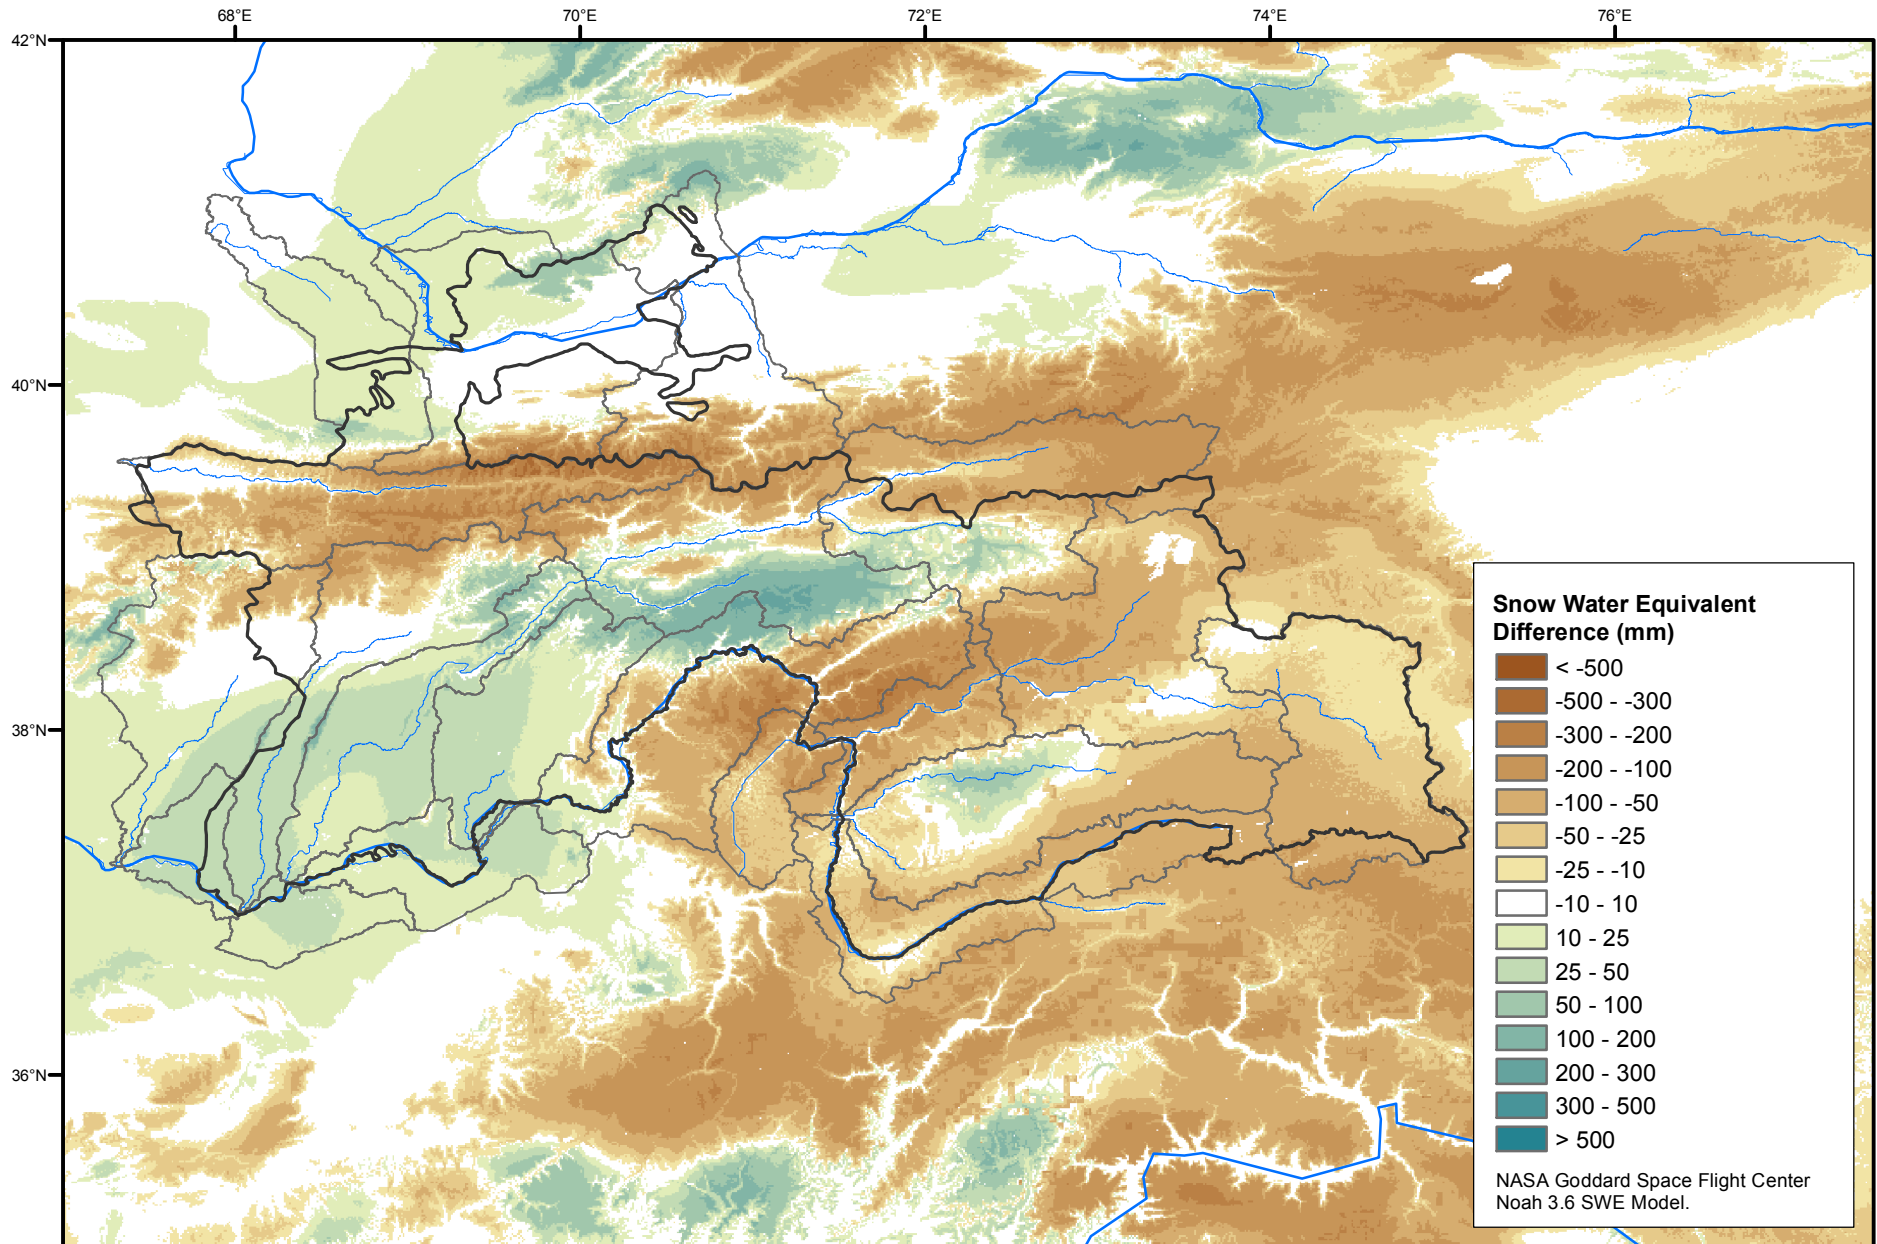 68°E
70°E
72°E
74°E
76°E
42°N
40°N
38°N
36°N
Snow Water Equivalent
Difference (mm)
< -500
-500 - -300
-300 - -200
-200 - -100
-100 - -50
-50 - -25
-25 - -10
-10 - 10
10 - 25
25 - 50
50 - 100
100 - 200
200 - 300
300 - 500
> 500
NASA Goddard Space Flight Center
Noah 3.6 SWE Model.